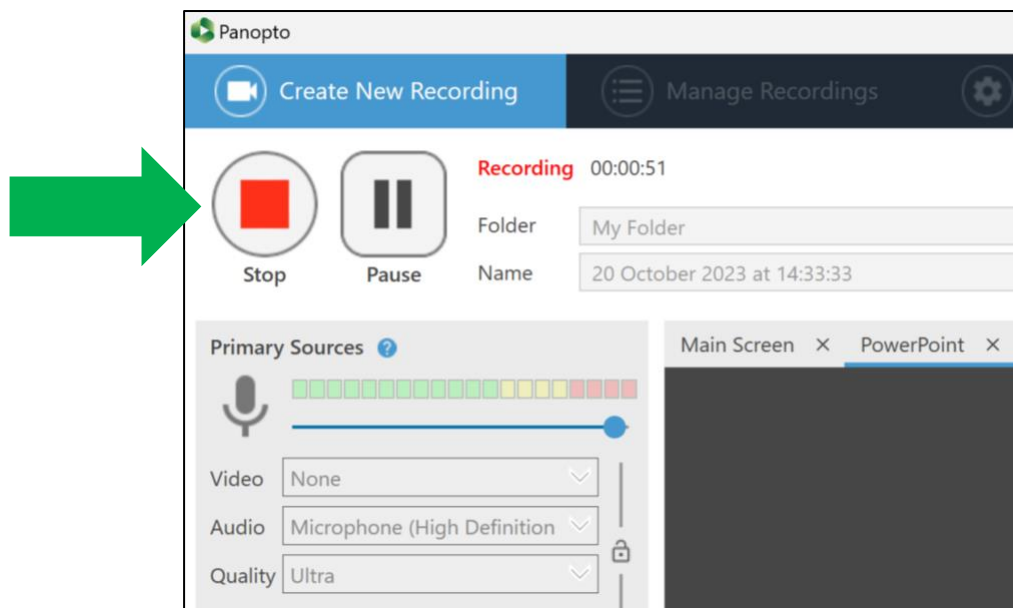 Panopto
Create New Recording
Manage Recordings
Recording 00:00:51
Folder My Folder
Name 20 October 2023 at 14:33:33
Stop Pause
Primary Sources ?
Main Screen × PowerPoint ×
Video None
Audio Microphone (High Definition
Quality Ultra